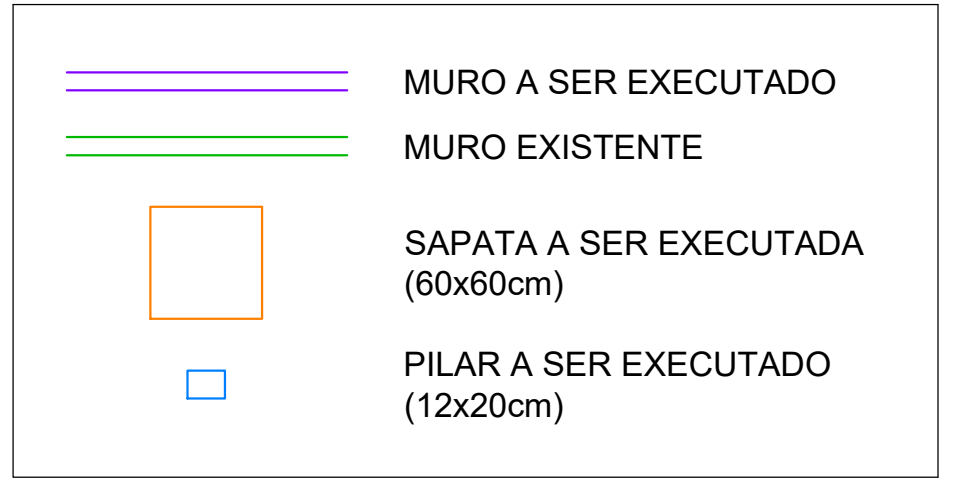 MURO A SER EXECUTADO
MURO EXISTENTE
SAPATA A SER EXECUTADA
(60x60cm)
PILAR A SER EXECUTADO
(12x20cm)